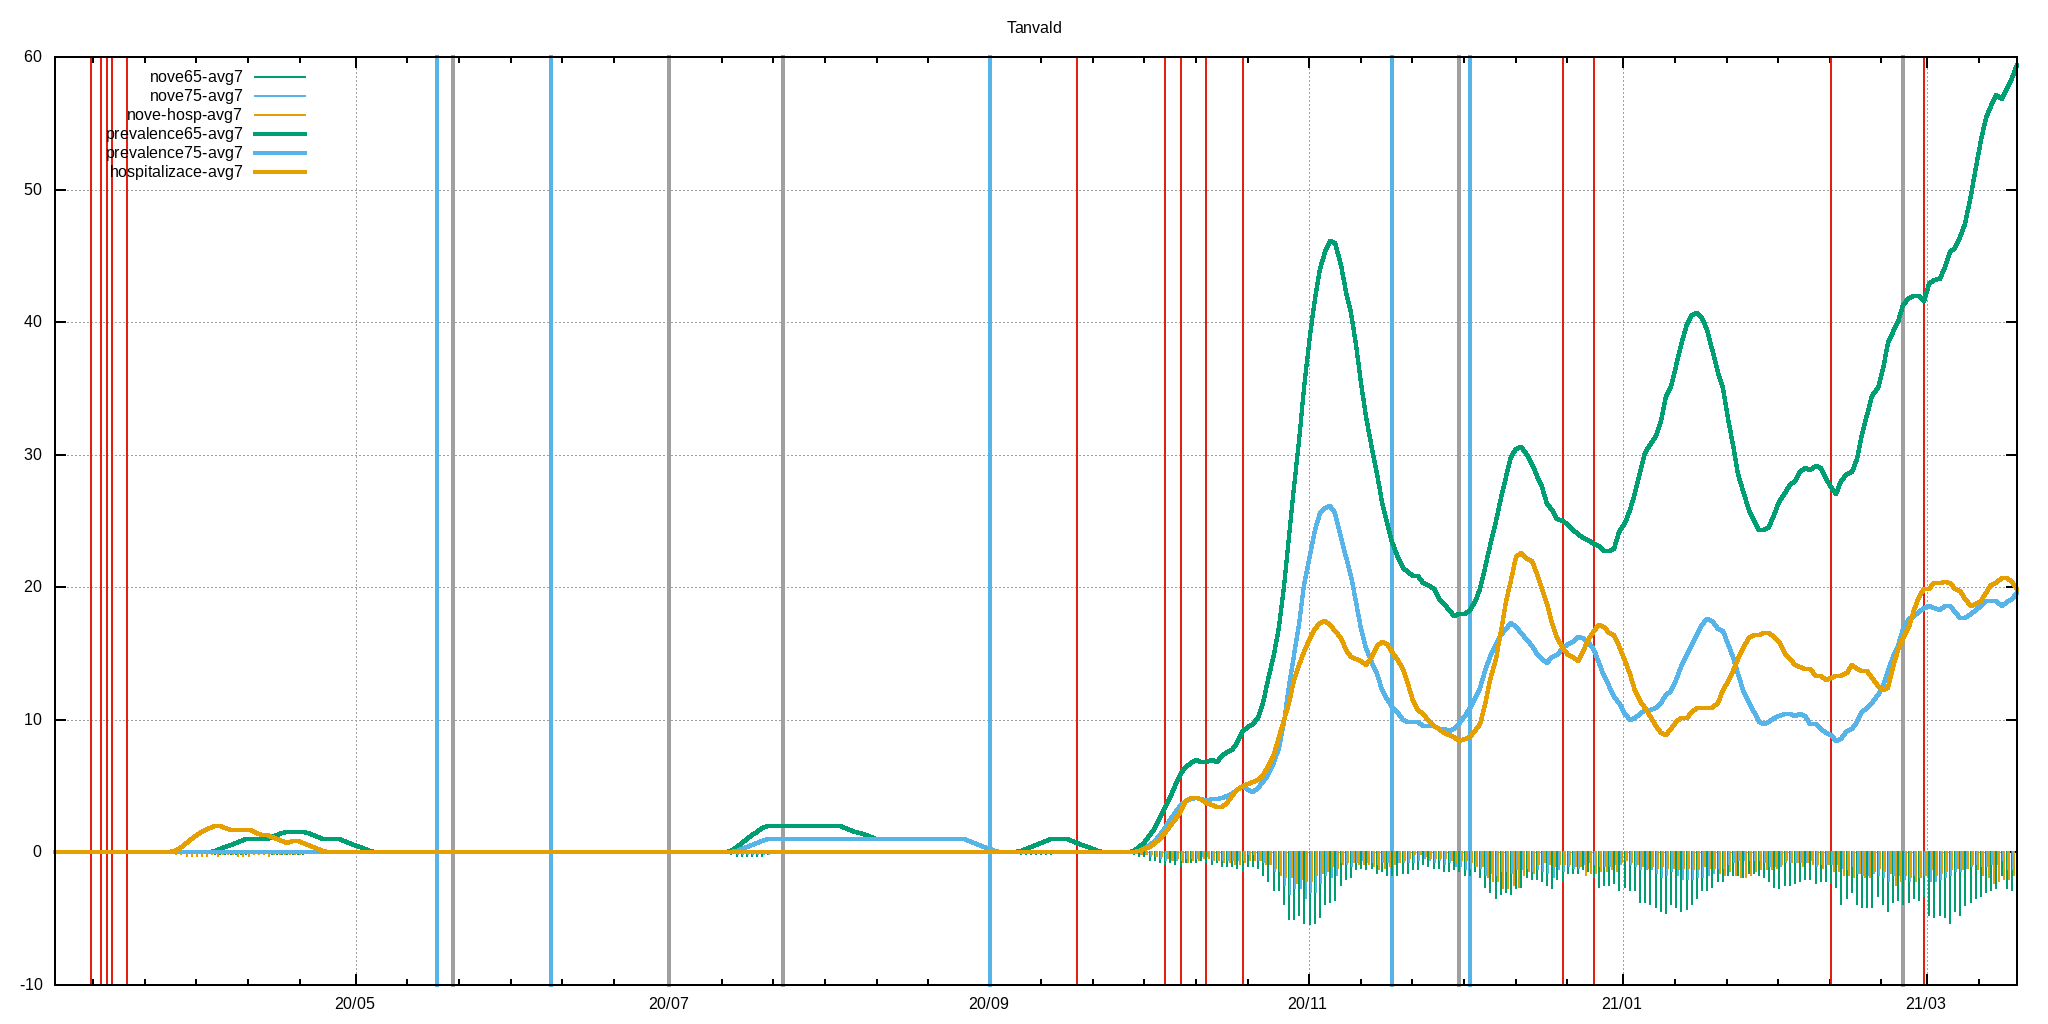 Tanvald
60
nove65-avg7
nove75-avg7
nove-hosp-avg7
prevalence65-avg7
prevalence75-avg7
hospitalizace-avg7
50
40
30
20
10
0
-10
20/05 20/07 20/09 20/11 21/01 21/03